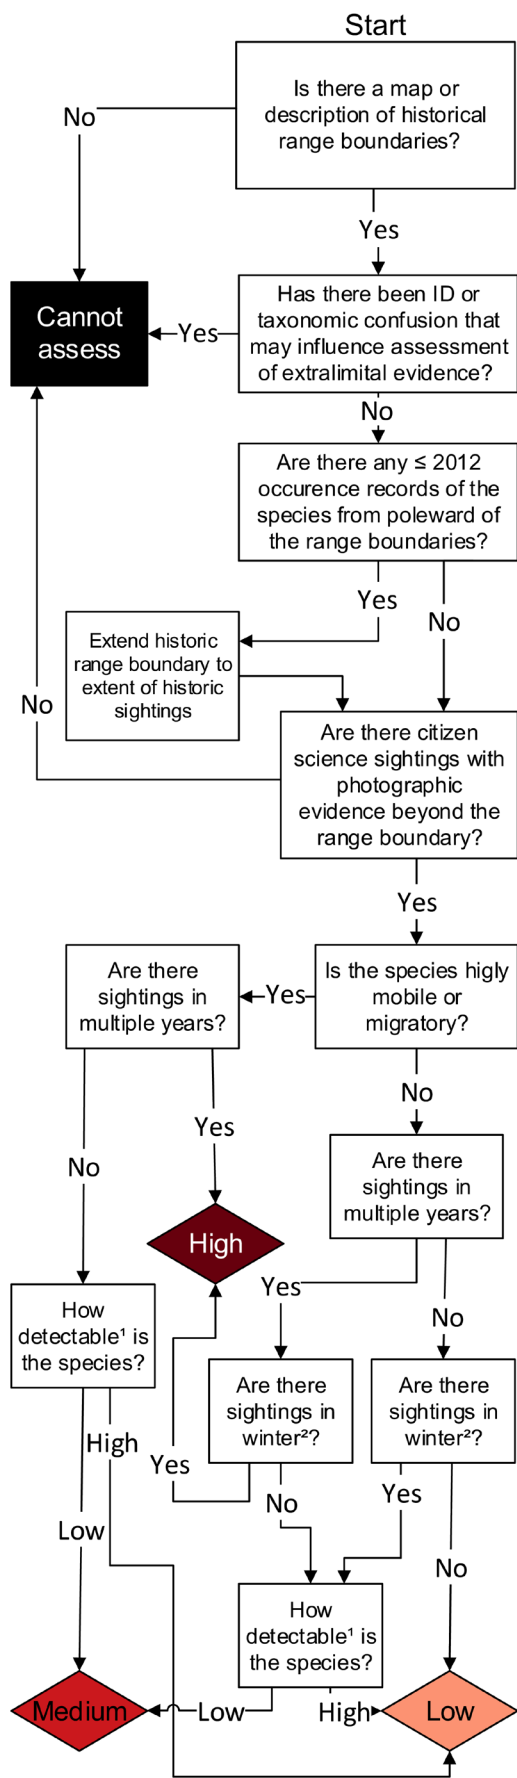 Start
Is there a map or
description of historical
range boundaries?
No
Yes
Cannot
assess
Yes
Has there been ID or
taxonomic confusion that
may influence assessment
of extralimital evidence?
No
Are there any ≤ 2012
occurence records of the
species from poleward of
the range boundaries?
Yes
No
Extend historic
range boundary to
extent of historic
sightings
No
Are there citizen
science sightings with
photographic
evidence beyond the
range boundary?
Yes
Are there
sightings in
multiple years?
Yes
Is the species higly
mobile or
migratory?
No
Yes
No
Are there
sightings in
multiple years?
High
Yes
No
How
detectable¹ is
the species?
Are there
sightings in
winter²?
Are there
sightings in
winter²?
High
Yes
No
Yes
Low
No
How
detectable¹ is
the species?
Medium
Low
High
Low